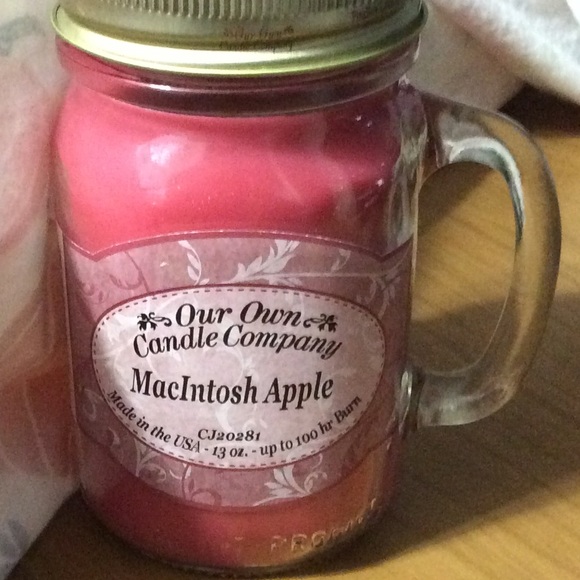 Our Own
Candle Company
MacIntosh Apple
CJ20281
Made in the USA - 13 oz. - up to 100 hr Burn